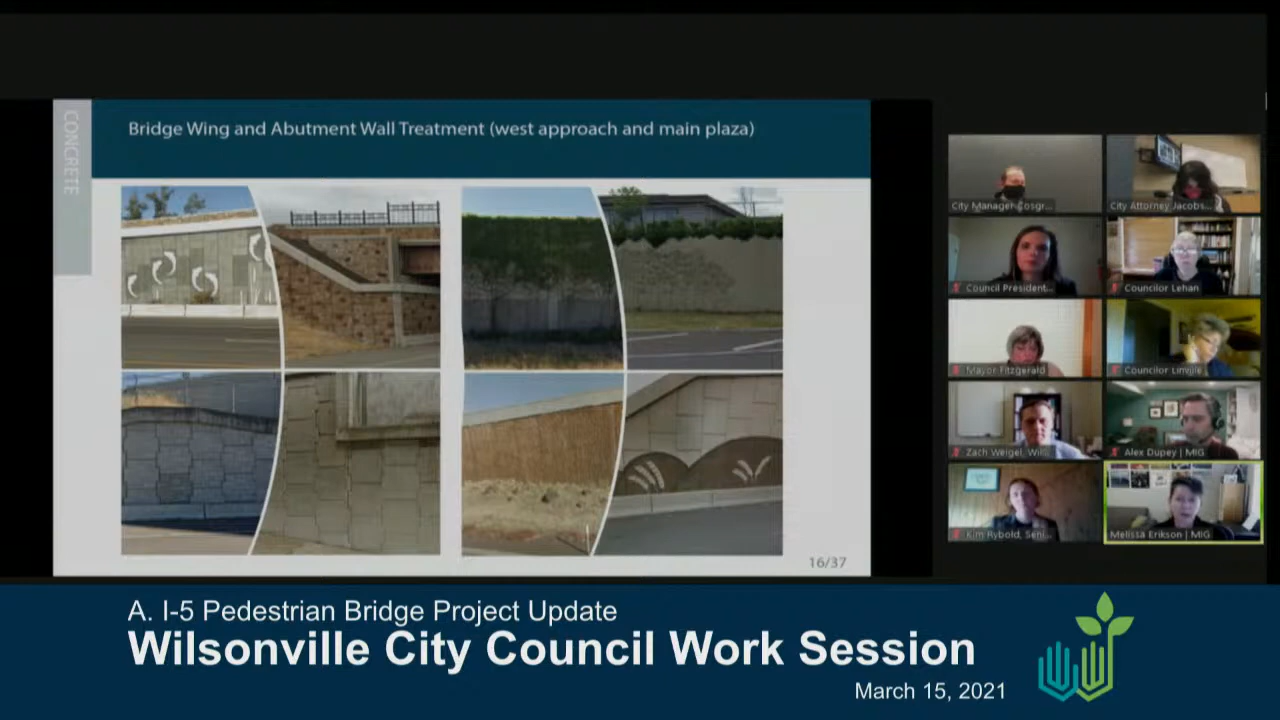 CONCRETE
Bridge Wing and Abutment Wall Treatment (west approach and main plaza)
16/37
City Manager Cosgr...
City Attorney Jacobs...
Council President...
Councilor Lehan
Mayor Fitzgerald
Councilor Linville
Zach Weigel, Wil...
Alex Dupey | MIG
Kim Rybold, Seni...
Melissa Erikson | MIG
A. I-5 Pedestrian Bridge Project Update
Wilsonville City Council Work Session
March 15, 2021